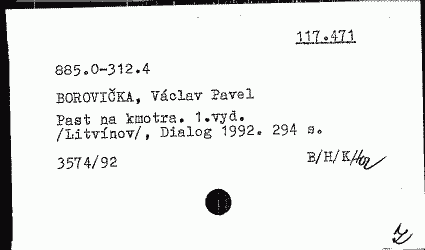 117.471
885.0-312.4
BOROVIČKA, Václav Pavel
Past na kmotra. 1.vyd.
/Litvínov/, Dialog 1992. 294 s.
3574/92 B/H/K/